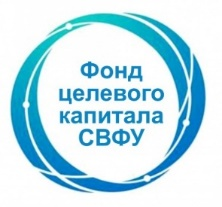 Фонд
целевого
капитала
СВФУ